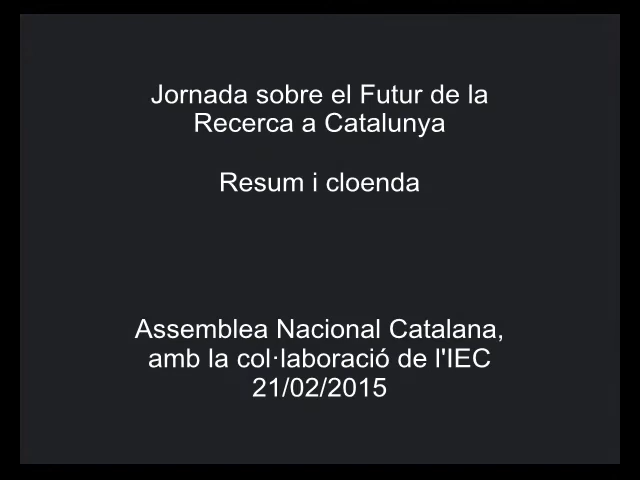 Jornada sobre el Futur de la
Recerca a Catalunya
Resum i cloenda
Assemblea Nacional Catalana,
amb la col·laboració de l'IEC
21/02/2015